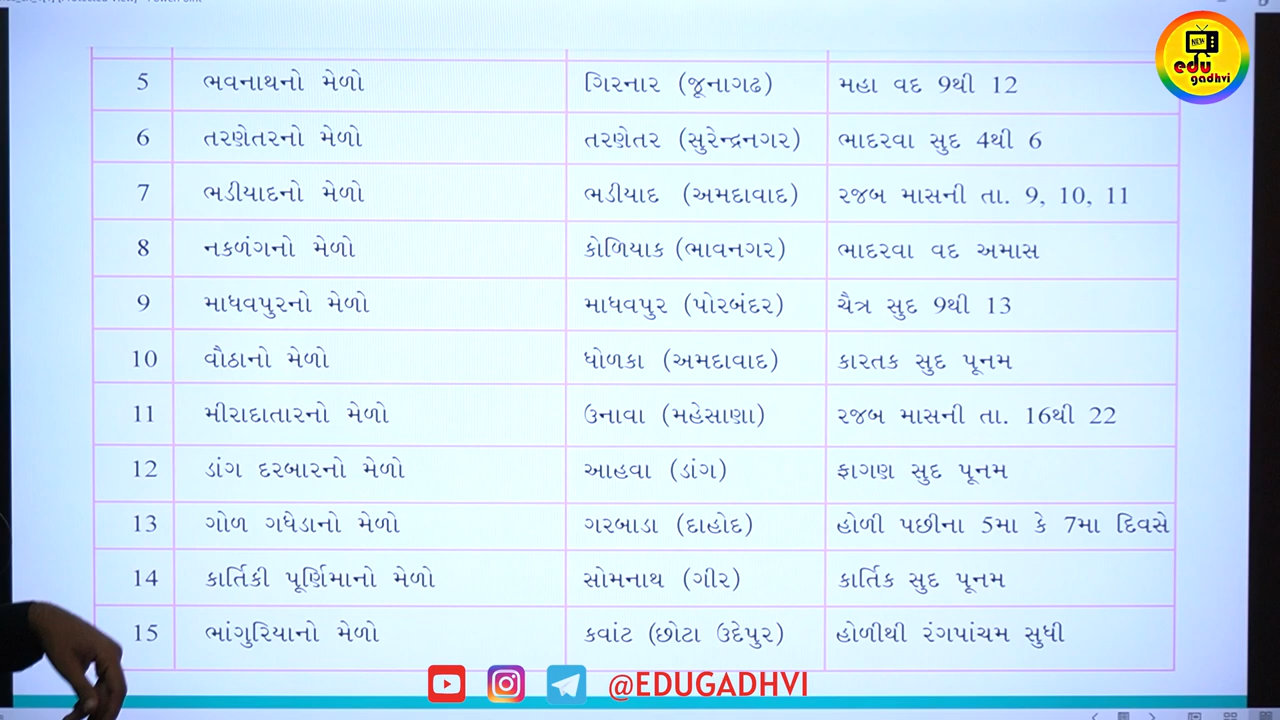 NEW
edu
gadhvi
5 ભવનાથનો મેળો ગિરનાર (જૂનાગઢ) મહા વદ 9થી 12
6 તરણેતરનો મેળો તરણેતર (સુરેન્દ્રનગર) ભાદરવા સુદ 4થી 6
7 ભડીયાદનો મેળો ભડીયાદ (અમદાવાદ) રજબ માસની તા. 9, 10, 11
8 નકળંગનો મેળો કોળિયાક (ભાવનગર) ભાદરવા વદ અમાસ
9 માધવપુરનો મેળો માધવપુર (પોરબંદર) ચૈત્ર સુદ 9થી 13
10 વૌઠાનો મેળો ધોળકા (અમદાવાદ) કારતક સુદ પૂનમ
11 મીરાદાતારનો મેળો ઉનાવા (મહેસાણા) રજબ માસની તા. 16થી 22
12 ડાંગ દરબારનો મેળો આહવા (ડાંગ) ફાગણ સુદ પૂનમ
13 ગોળ ગધેડાનો મેળો ગરબાડા (દાહોદ) હોળી પછીના 5મા કે 7મા દિવસે
14 કાર્તિકી પૂર્ણિમાનો મેળો સોમનાથ (ગીર) કાર્તિક સુદ પૂનમ
15 ભાંગુરિયાનો મેળો કવાંટ (છોટા ઉદેપુર) હોળીથી રંગપાંચમ સુધી
@EDUGADHVI